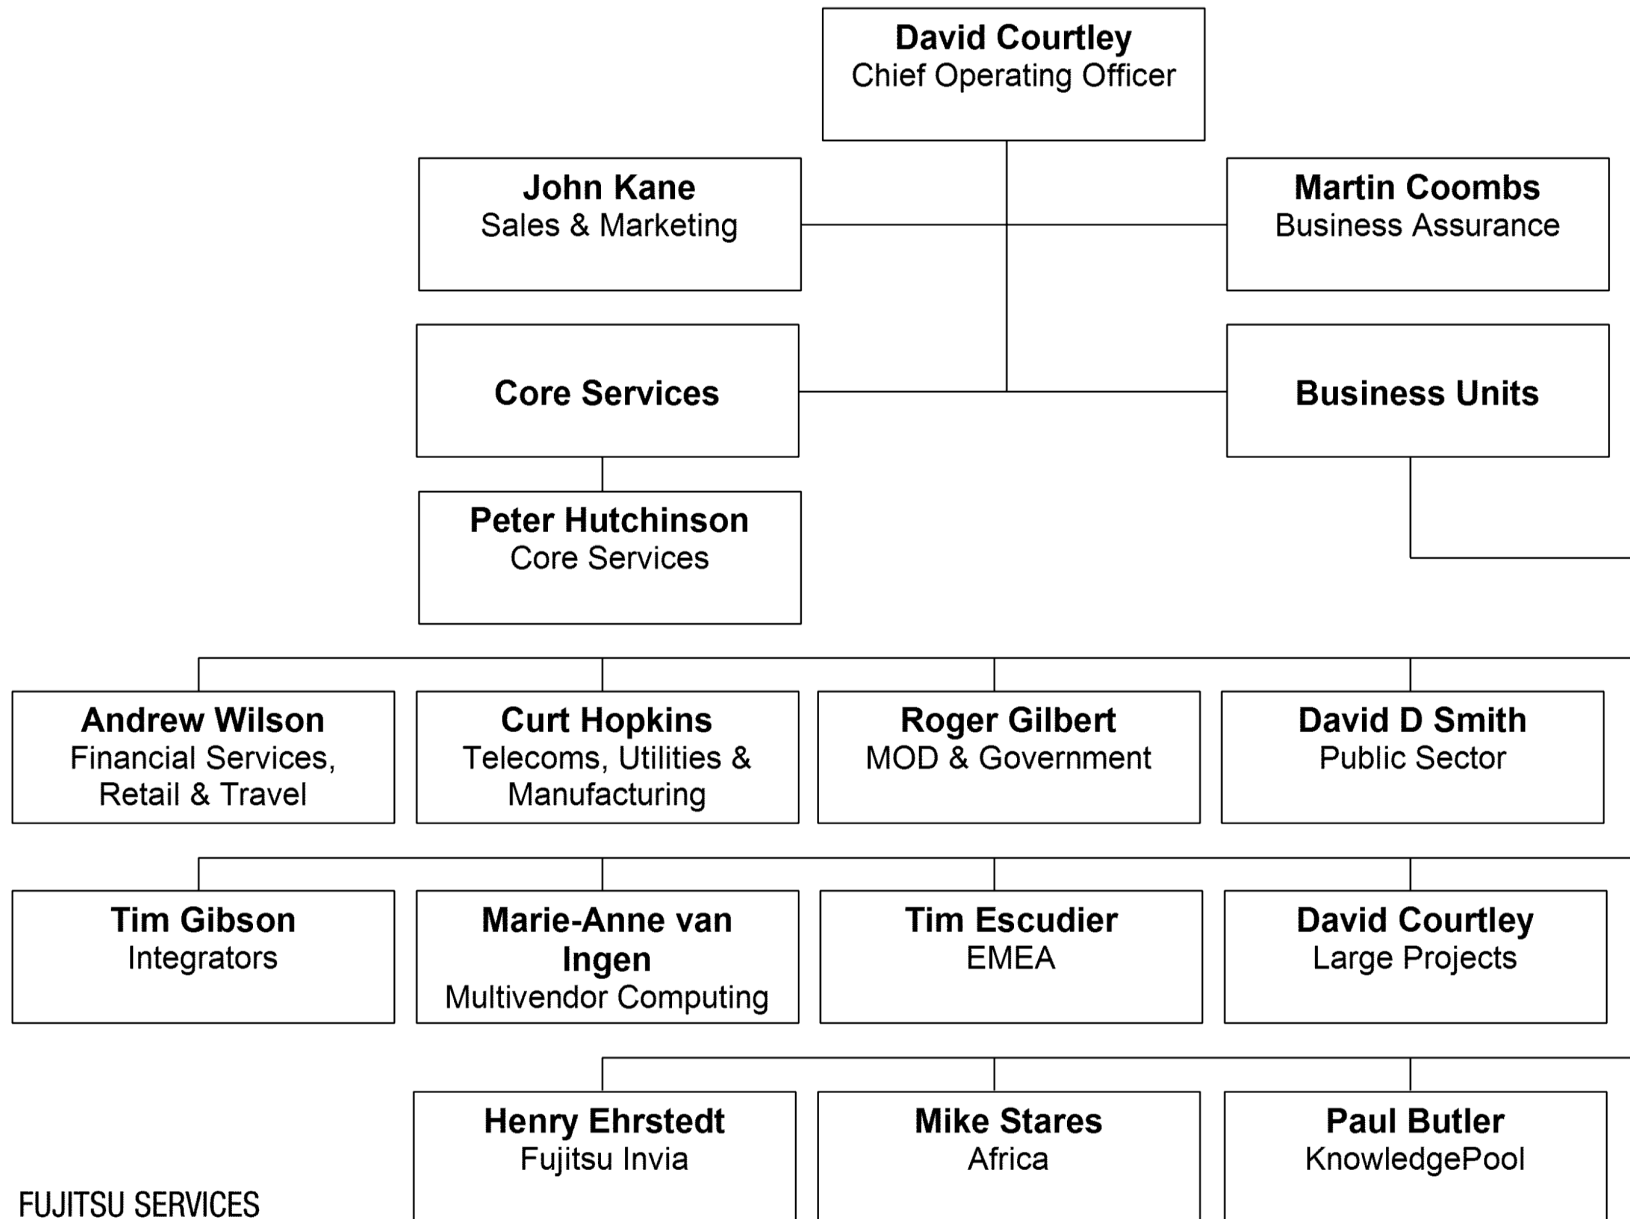 David Courtley
Chief Operating Officer
John Kane
Sales & Marketing
Martin Coombs
Business Assurance
Core Services
Business Units
Peter Hutchinson
Core Services
Andrew Wilson
Financial Services,
Retail & Travel
Curt Hopkins
Telecoms, Utilities &
Manufacturing
Roger Gilbert
MOD & Government
David D Smith
Public Sector
Tim Gibson
Integrators
Marie-Anne van
Ingen
Multivendor Computing
Tim Escudier
EMEA
David Courtley
Large Projects
Henry Ehrstedt
Fujitsu Invia
Mike Stares
Africa
Paul Butler
KnowledgePool
FUJITSU SERVICES